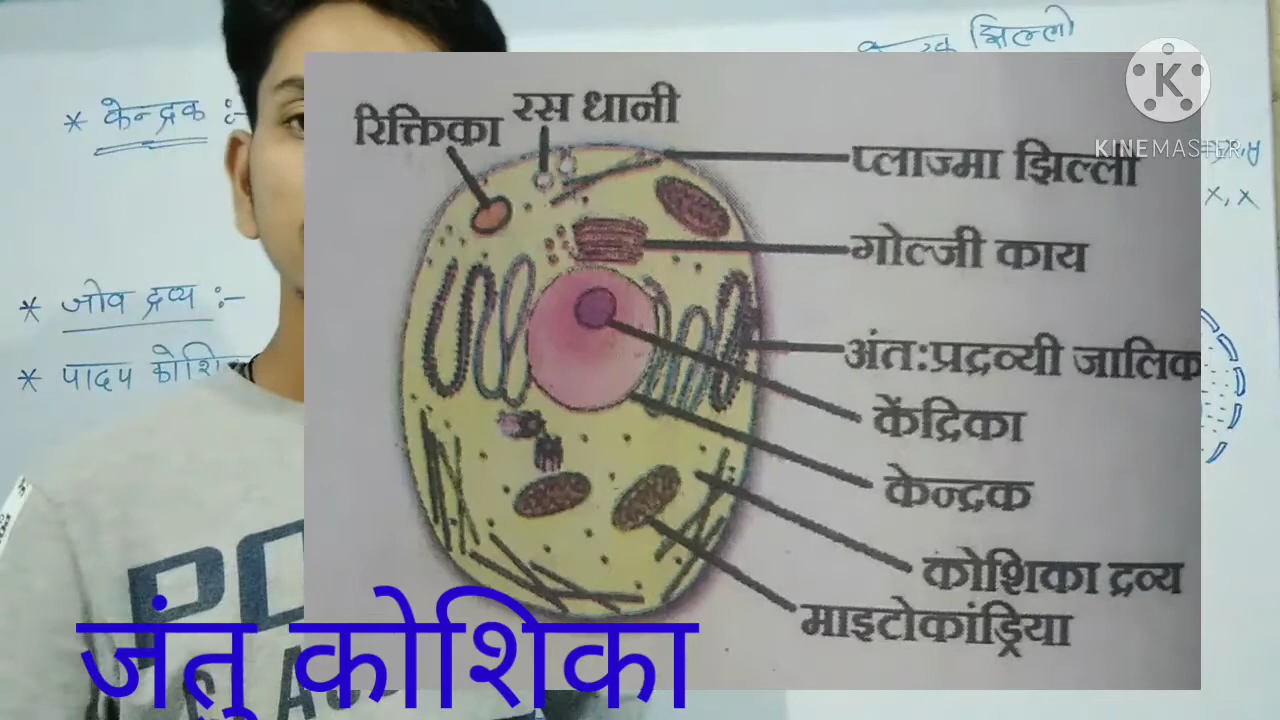 झिल्ली
* केन्द्रक :-
रिक्तिका
रस धानी
प्लाज्मा झिल्ली
KINEMASTER
x, x
गोल्जी काय
* जीव द्रव्य :-
अंतःप्रद्रव्यी जालिक
* पादप कोशि
केंद्रिका
केन्द्रक
कोशिका द्रव्य
माइटोकांड्रिया
जंतु कोशिका